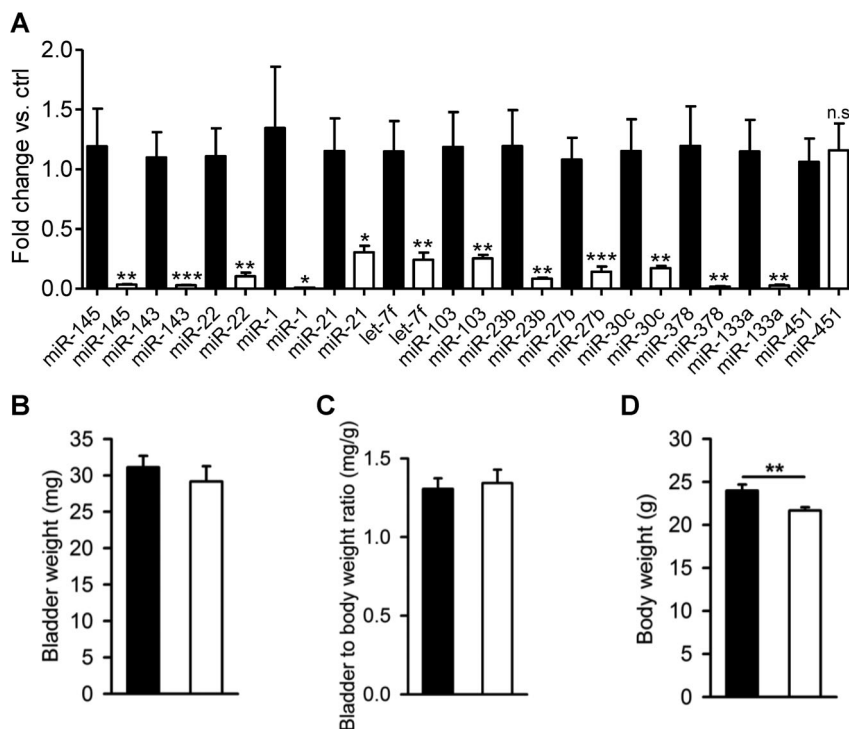 A
Fold change vs. ctrl
2.0
1.5
1.0
0.5
0.0
** *** ** * * ** ** ** *** ** ** ** n.s
miR-145 miR-145 miR-143 miR-143 miR-22 miR-22 miR-1 miR-1 miR-21 miR-21 let-7f let-7f miR-103 miR-103 miR-23b miR-23b miR-27b miR-27b miR-30c miR-30c miR-378 miR-378 miR-133a miR-133a miR-451 miR-451
B
Bladder weight (mg)
35
30
25
20
15
10
5
0
C
Bladder to body weight ratio (mg/g)
1.5
1.0
0.5
0.0
D
Body weight (g)
30
25
20
15
10
5
0
**